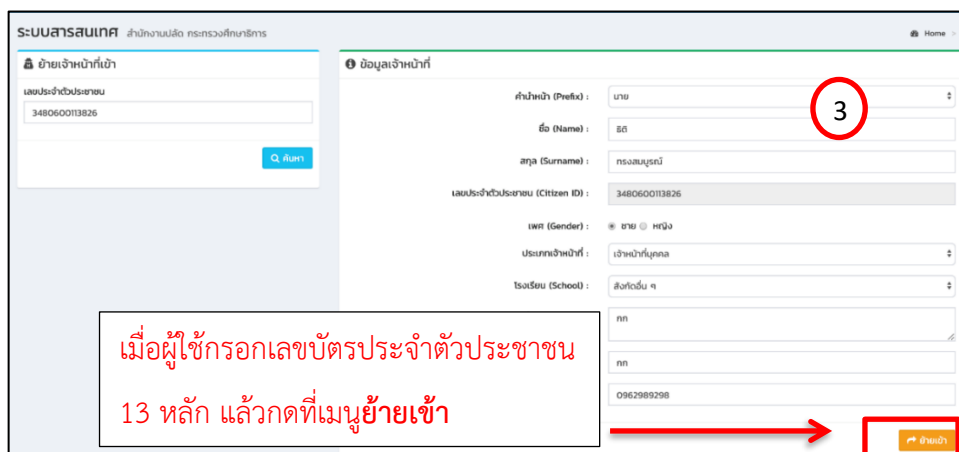 ระบบสารสนเทศ สำนักงานปลัด กระทรวงศึกษาธิการ
Home >
ย้ายเจ้าหน้าที่เข้า
ข้อมูลเจ้าหน้าที่
เลขประจำตัวประชาชน
3480600113826
ค้นหา
คำนำหน้า (Prefix) : นาย
3
ชื่อ (Name) : ธิติ
สกุล (Surname) : ทรงสมบูรณ์
เลขประจำตัวประชาชน (Citizen ID) : 3480600113826
เพศ (Gender) : ชาย หญิง
ประเภทเจ้าหน้าที่ : เจ้าหน้าที่บุคคล
โรงเรียน (School) : สังกัดอื่น ๆ
กก
กก
0962989298
เมื่อผู้ใช้กรอกเลขบัตรประจำตัวประชาชน
13 หลัก แล้วกดที่เมนูย้ายเข้า
ย้ายเข้า